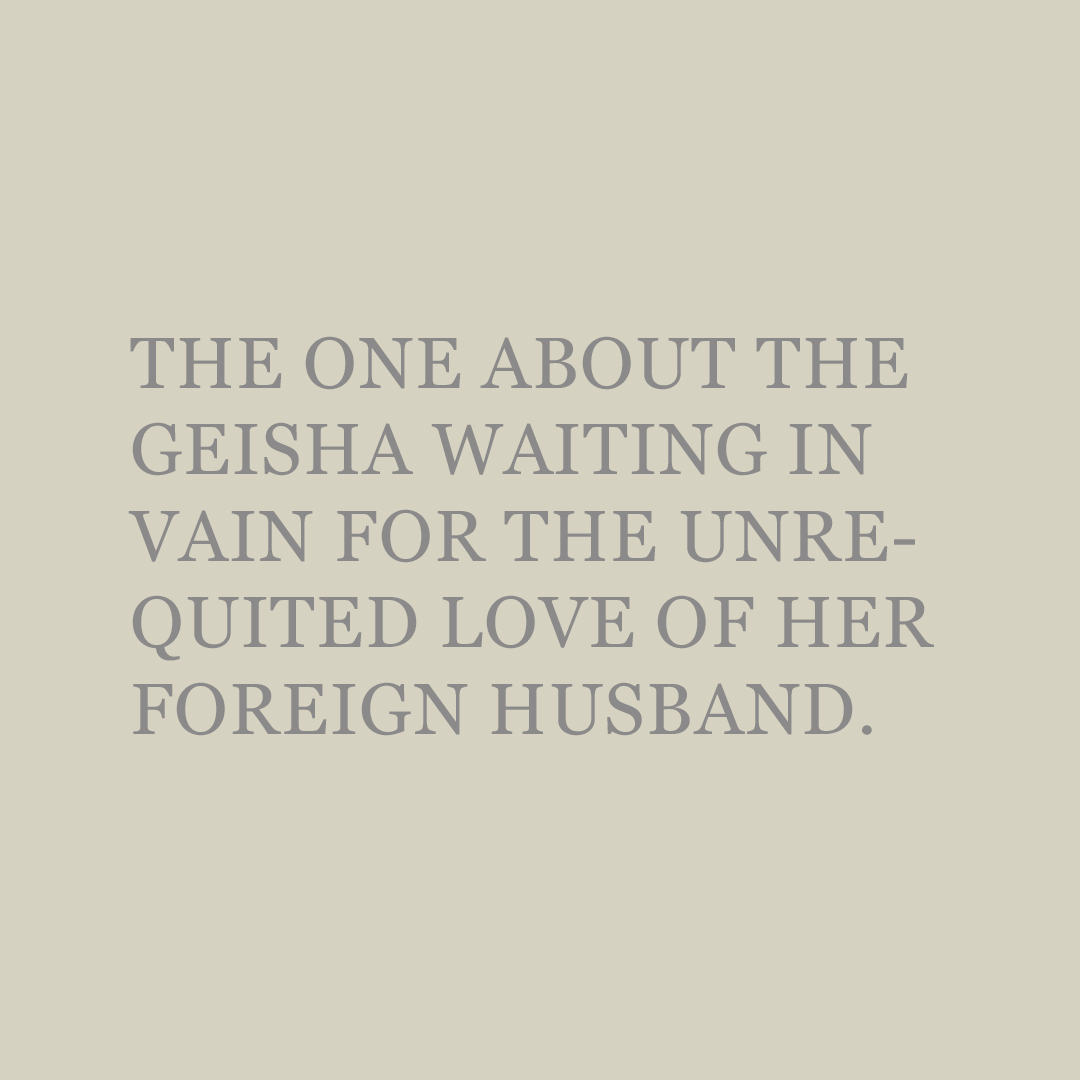 THE ONE ABOUT THE
GEISHA WAITING IN
VAIN FOR THE UNRE-
QUITED LOVE OF HER
FOREIGN HUSBAND.